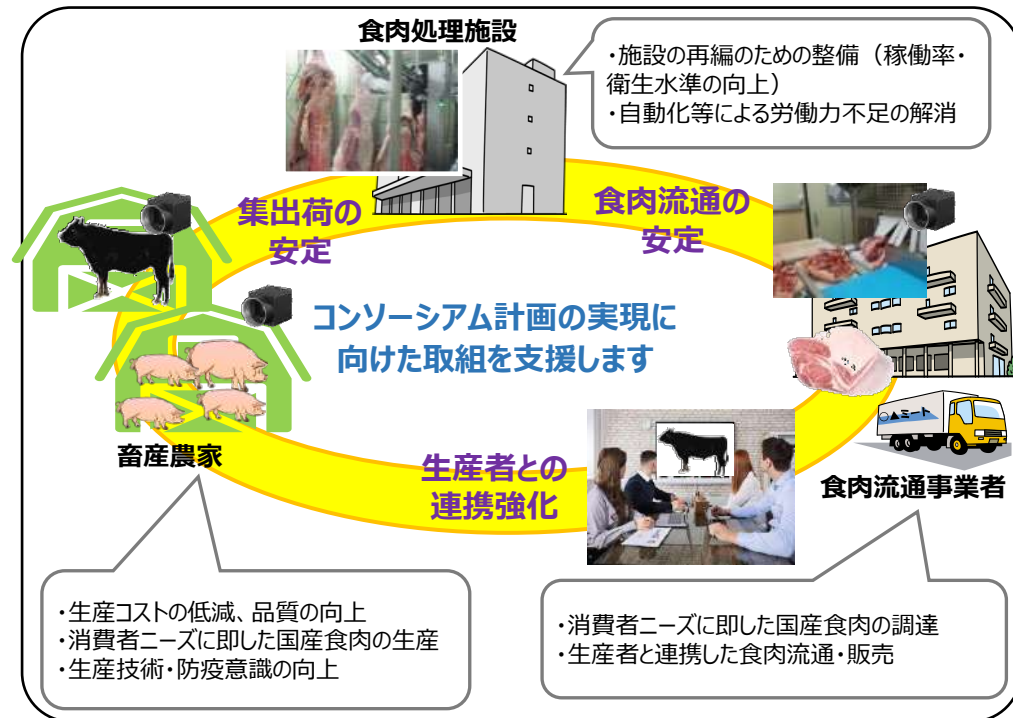 食肉処理施設
・施設の再編のための整備（稼働率・
衛生水準の向上）
・自動化等による労働力不足の解消
集出荷の
安定
食肉流通の
安定
コンソーシアム計画の実現に
向けた取組を支援します
畜産農家
生産者との
連携強化
○▲ミート
食肉流通事業者
・生産コストの低減、品質の向上
・消費者ニーズに即した国産食肉の生産
・生産技術・防疫意識の向上
・消費者ニーズに即した国産食肉の調達
・生産者と連携した食肉流通・販売